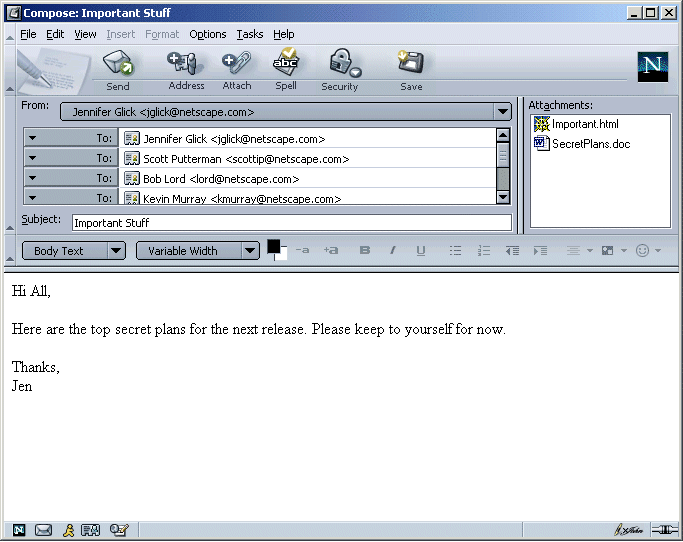 Compose: Important Stuff
File Edit View Insert Format Options Tasks Help
Send Address Attach Spell Security Save
N
From: Jennifer Glick <jglick@netscape.com>
Attachments:
To: Jennifer Glick <jglick@netscape.com>
Important.html
To: Scott Putterman <scottip@netscape.com>
SecretPlans.doc
To: Bob Lord <lord@netscape.com>
To: Kevin Murray <kmurray@netscape.com>
Subject: Important Stuff
Body Text Variable Width -a +a B I U
Hi All,
Here are the top secret plans for the next release. Please keep to yourself for now.
Thanks,
Jen